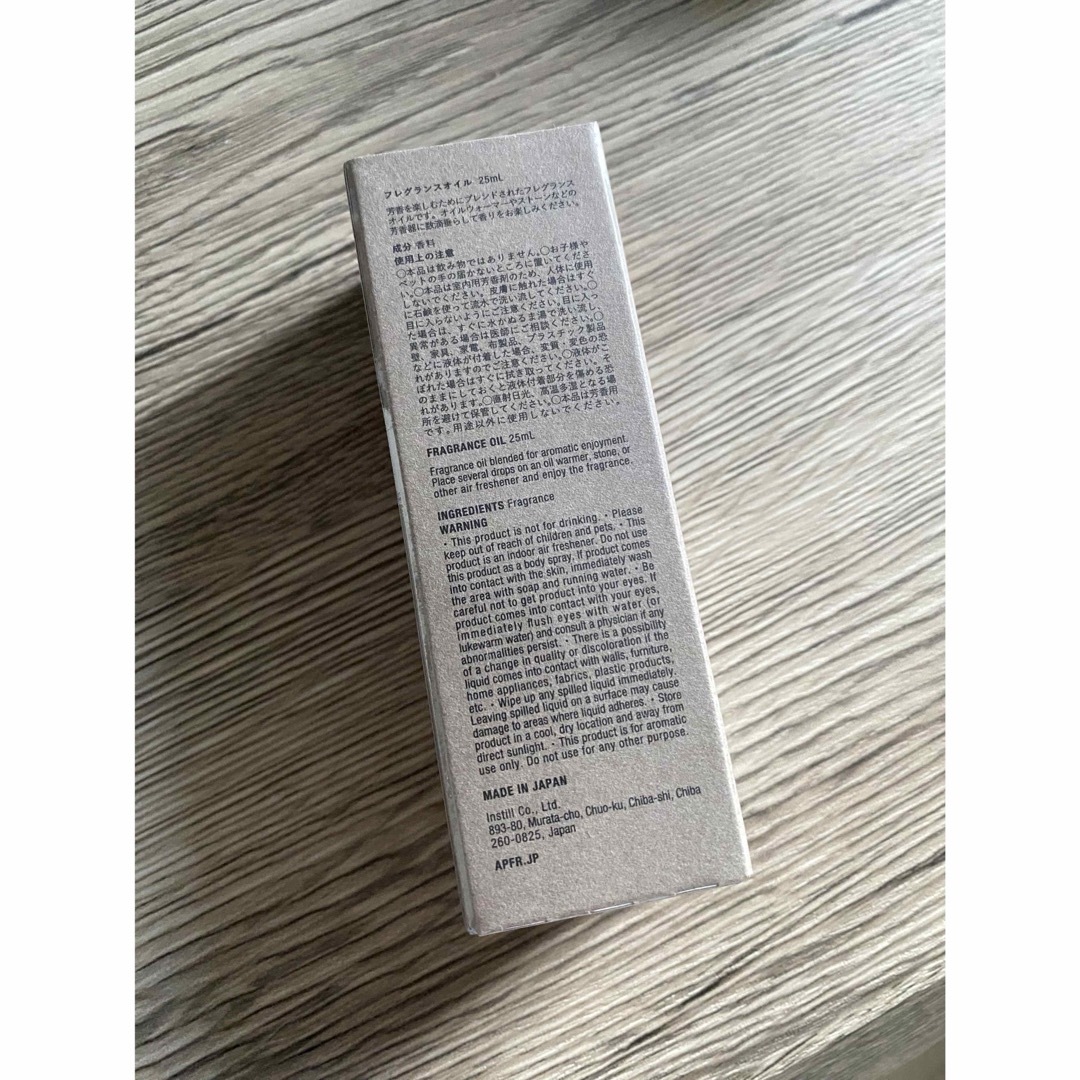 フレグランスオイル 25mL
芳香を楽しむためにブレンドされたフレグランス
オイルです。オイルウォーマーやストーンなどの
芳香器に数滴垂らして香りをお楽しみください。
成分 香料
使用上の注意
○本品は飲み物ではありません。○お子様や
ペットの手の届かないところに置いてくださ
い。○本品は室内用芳香剤のため、人体に使用
しないでください。皮膚に触れた場合はすぐ
に石鹸を使って流水で洗い流してください。○
目に入らないようにご注意ください。目に入っ
た場合は、すぐに水かぬるま湯で洗い流し、
異常がある場合は医師にご相談ください。○
壁、家具、家電、布製品、プラスチック製品
などに液体が付着した場合、変質・変色の恐
れがありますのでご注意ください。○液体がこ
ぼれた場合はすぐに拭き取ってください。そ
のままにしておくと液体付着部分を傷める恐
れがあります。○直射日光、高温多湿となる場
所を避けて保管してください。○本品は芳香用
です。用途以外に使用しないでください。
FRAGRANCE OIL 25mL
Fragrance oil blended for aromatic enjoyment.
Place several drops on an oil warmer, stone, or
other air freshener and enjoy the fragrance.
INGREDIENTS Fragrance
WARNING
・This product is not for drinking. ・Please
keep out of reach of children and pets. ・This
product is an indoor air freshener. Do not use
this product as a body spray. If product comes
into contact with the skin, immediately wash
the area with soap and running water. ・Be
careful not to get product into your eyes. If
product comes into contact with your eyes,
immediately flush eyes with water (or
lukewarm water) and consult a physician if any
abnormalities persist. ・There is a possibility
of a change in quality or discoloration if the
liquid comes into contact with walls, furniture,
home appliances, fabrics, plastic products,
etc. ・Wipe up any spilled liquid immediately.
Leaving spilled liquid on a surface may cause
damage to areas where liquid adheres. ・Store
product in a cool, dry location and away from
direct sunlight. ・This product is for aromatic
use only. Do not use for any other purpose.
MADE IN JAPAN
Instill Co., Ltd.
893-80, Murata-cho, Chuo-ku, Chiba-shi, Chiba
260-0825, Japan
APFR.JP